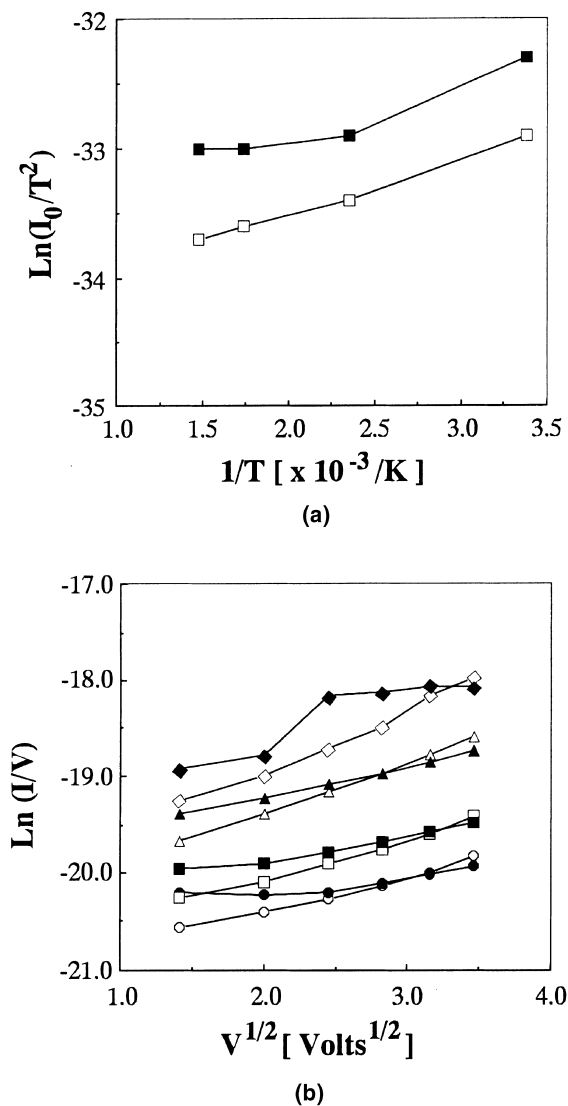 -32
-33
-34
-35
Ln(I₀/T²)
1.0 1.5 2.0 2.5 3.0 3.5
1/T [ x 10⁻³ /K ]
(a)
-17.0
-18.0
-19.0
-20.0
-21.0
Ln (I/V)
1.0 2.0 3.0 4.0
V¹/² [ Volts¹/² ]
(b)